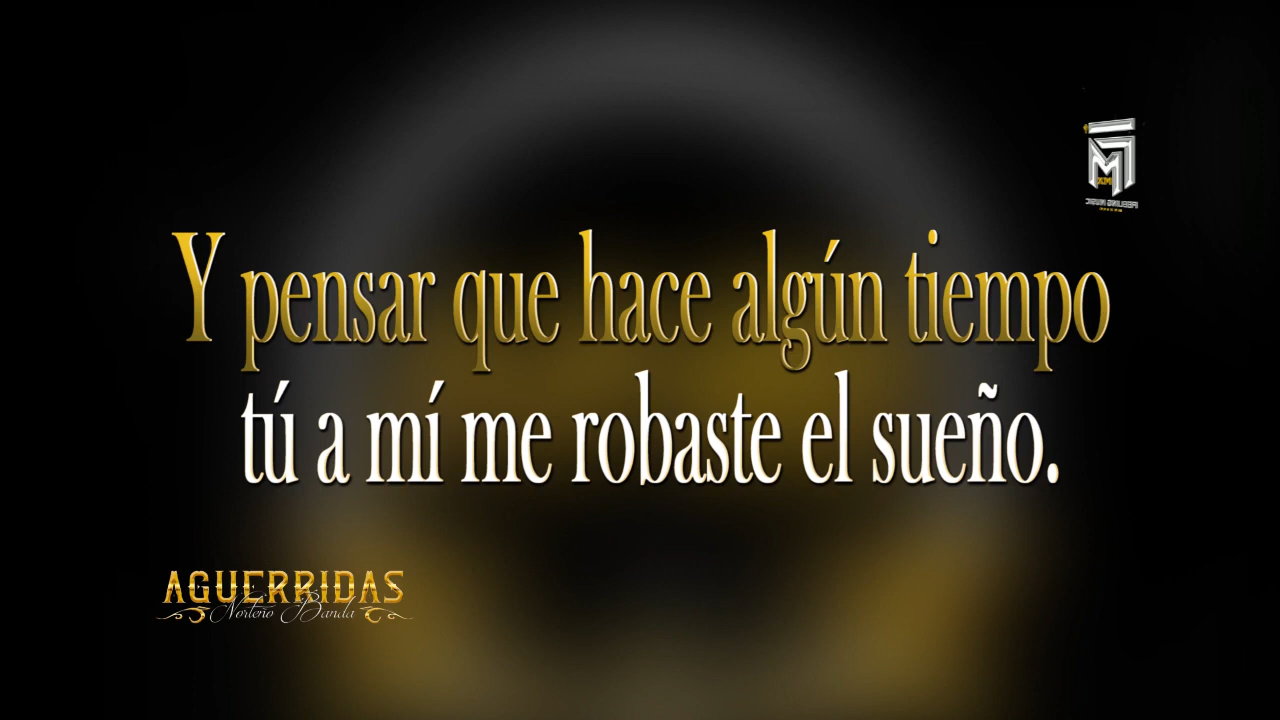 Y pensar que hace algún tiempo
tú a mí me robaste el sueño.
AGUERRIDAS
Norteño Banda